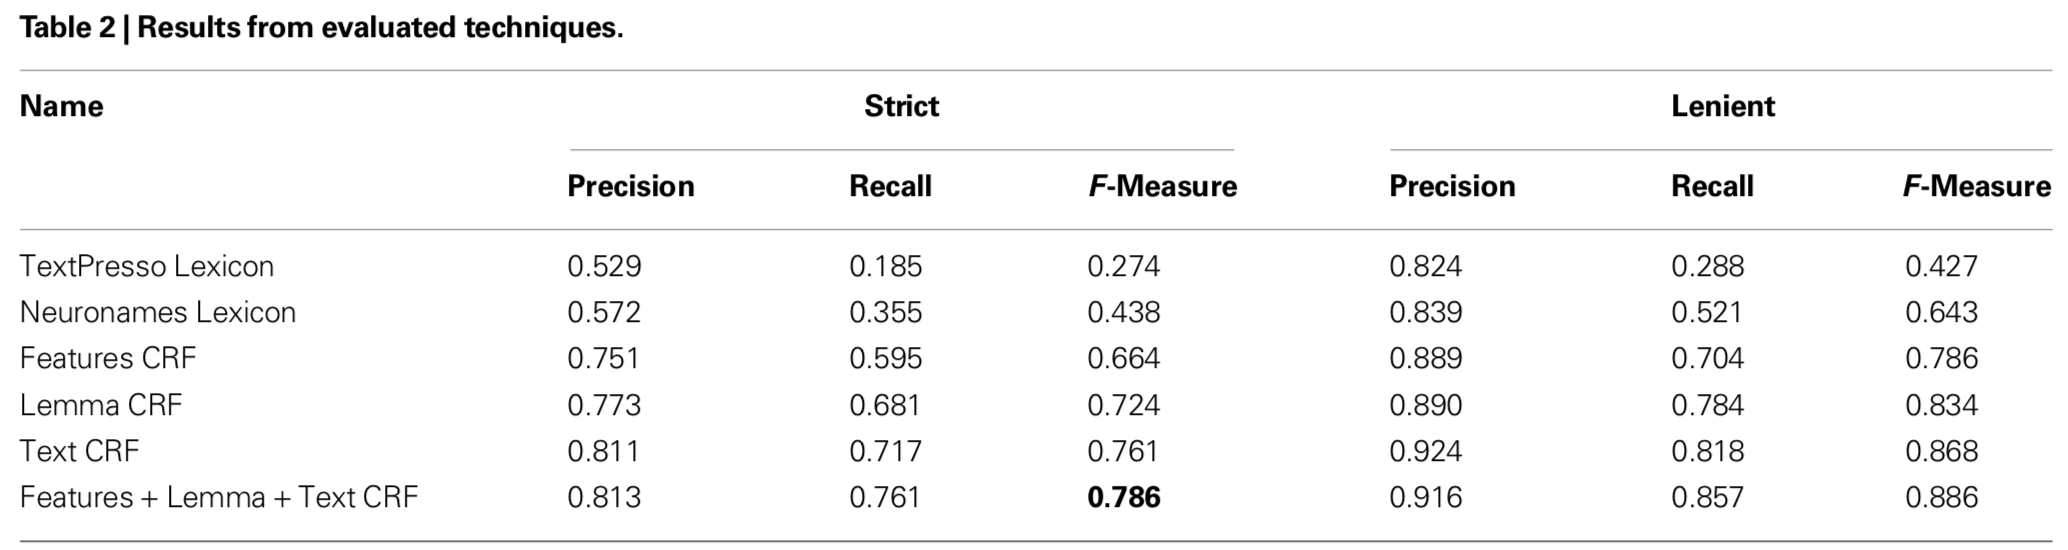 Table 2 | Results from evaluated techniques.
Name Strict Lenient
Precision Recall F-Measure Precision Recall F-Measure
TextPresso Lexicon 0.529 0.185 0.274 0.824 0.288 0.427
Neuronames Lexicon 0.572 0.355 0.438 0.839 0.521 0.643
Features CRF 0.751 0.595 0.664 0.889 0.704 0.786
Lemma CRF 0.773 0.681 0.724 0.890 0.784 0.834
Text CRF 0.811 0.717 0.761 0.924 0.818 0.868
Features + Lemma + Text CRF 0.813 0.761 0.786 0.916 0.857 0.886